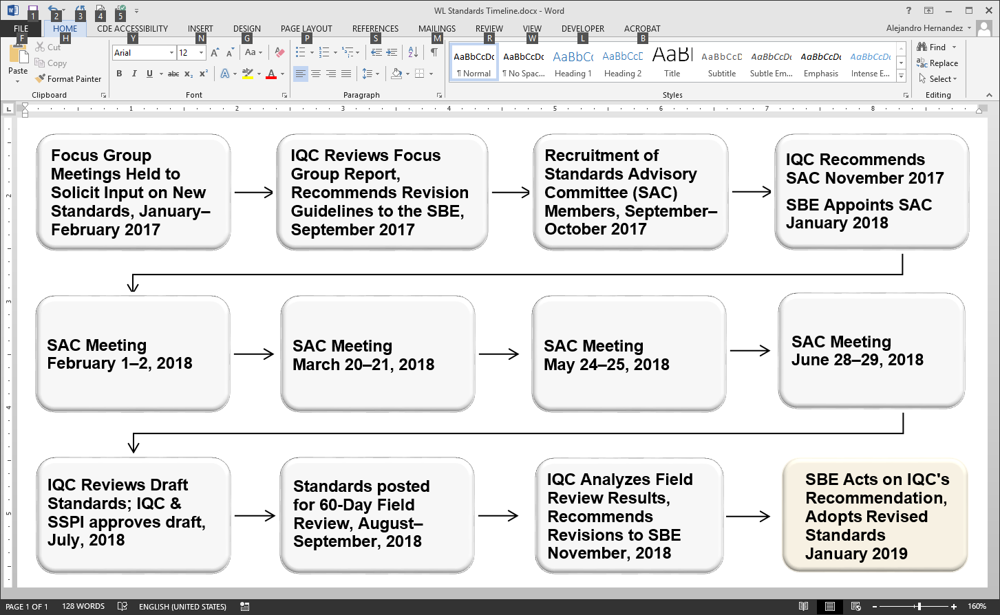 WL Standards Timeline.docx - Word
1 2 3 4 5
?
FILE HOME CDE ACCESSIBILITY INSERT DESIGN PAGE LAYOUT REFERENCES MAILINGS REVIEW VIEW DEVELOPER ACROBAT
Alejandro Hernandez
F H Y N G P S M R W L B
Paste
Cut
Copy
Format Painter
Clipboard
Arial 12
Aa
B I U abc x₂ x²
A ab A
Font
Paragraph
AaBbCcDc AaBbCcDc AaBbCc AaBbCcC AaBl AaBbCcD AaBbCcDc AaBbCcDc AaBbCcDc
¶ Normal ¶ No Spac... Heading 1 Heading 2 Title Subtitle Subtle Em... Emphasis Intense E...
Styles
Find
Replace
Select
Editing
L
1 2 3 4 5 6 7 8
2
3
4
5
Focus Group
Meetings Held to
Solicit Input on New
Standards, January–
February 2017
IQC Reviews Focus
Group Report,
Recommends Revision
Guidelines to the SBE,
September 2017
Recruitment of
Standards Advisory
Committee (SAC)
Members, September–
October 2017
IQC Recommends
SAC November 2017
SBE Appoints SAC
January 2018
SAC Meeting
February 1–2, 2018
SAC Meeting
March 20–21, 2018
SAC Meeting
May 24–25, 2018
SAC Meeting
June 28–29, 2018
IQC Reviews Draft
Standards; IQC &
SSPI approves draft,
July, 2018
Standards posted
for 60-Day Field
Review, August–
September, 2018
IQC Analyzes Field
Review Results,
Recommends
Revisions to SBE
November, 2018
SBE Acts on IQC's
Recommendation,
Adopts Revised
Standards
January 2019
PAGE 1 OF 1 128 WORDS ENGLISH (UNITED STATES) 160%